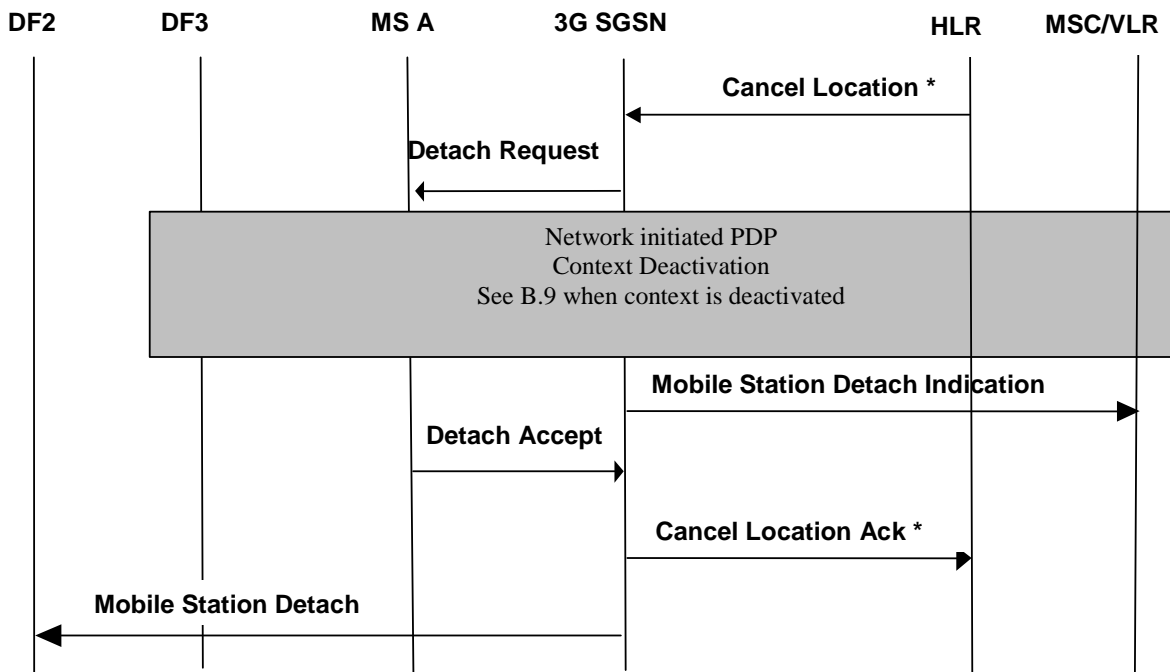 DF2 DF3 MS A 3G SGSN HLR MSC/VLR
Cancel Location *
Detach Request
Network initiated PDP
Context Deactivation
See B.9 when context is deactivated
Mobile Station Detach Indication
Detach Accept
Cancel Location Ack *
Mobile Station Detach